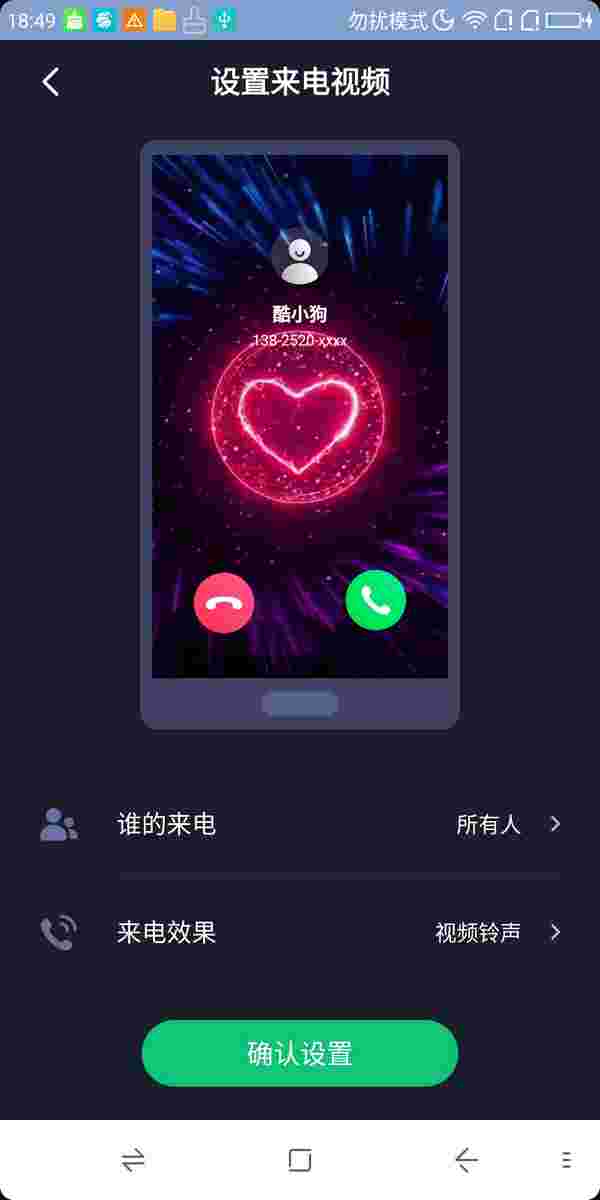 18:49
勿扰模式
设置来电视频
酷小狗
138-2520-xxxx
谁的来电
所有人
来电效果
视频铃声
确认设置